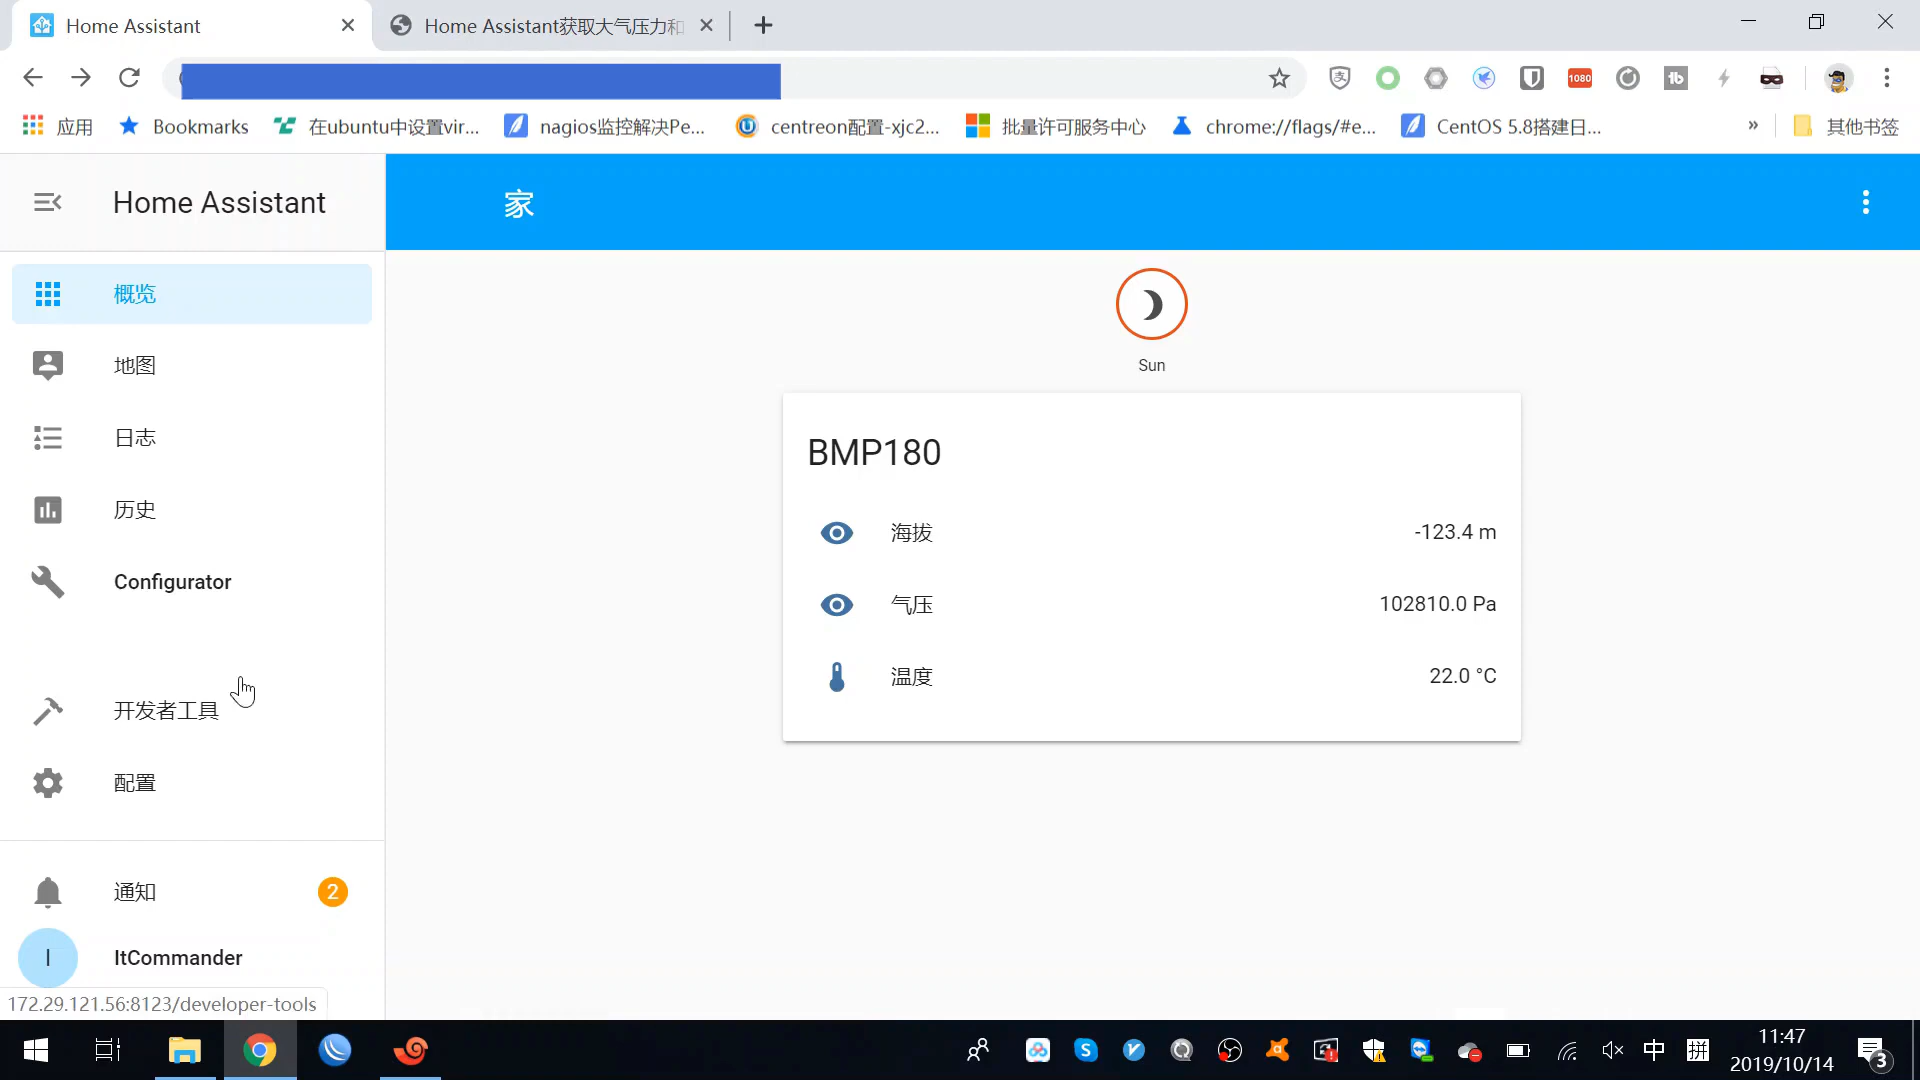 Home Assistant
Home Assistant获取大气压力和
应用
Bookmarks
在ubuntu中设置vir...
nagios监控解决Pe...
centreon配置-xjc2...
批量许可服务中心
chrome://flags/#e...
CentOS 5.8搭建日...
»
其他书签
1080
Home Assistant
家
概览
地图
日志
历史
Configurator
开发者工具
配置
通知
2
I
ItCommander
172.29.121.56:8123/developer-tools
Sun
BMP180
海拔
-123.4 m
气压
102810.0 Pa
温度
22.0 °C
中
拼
11:47
2019/10/14
3